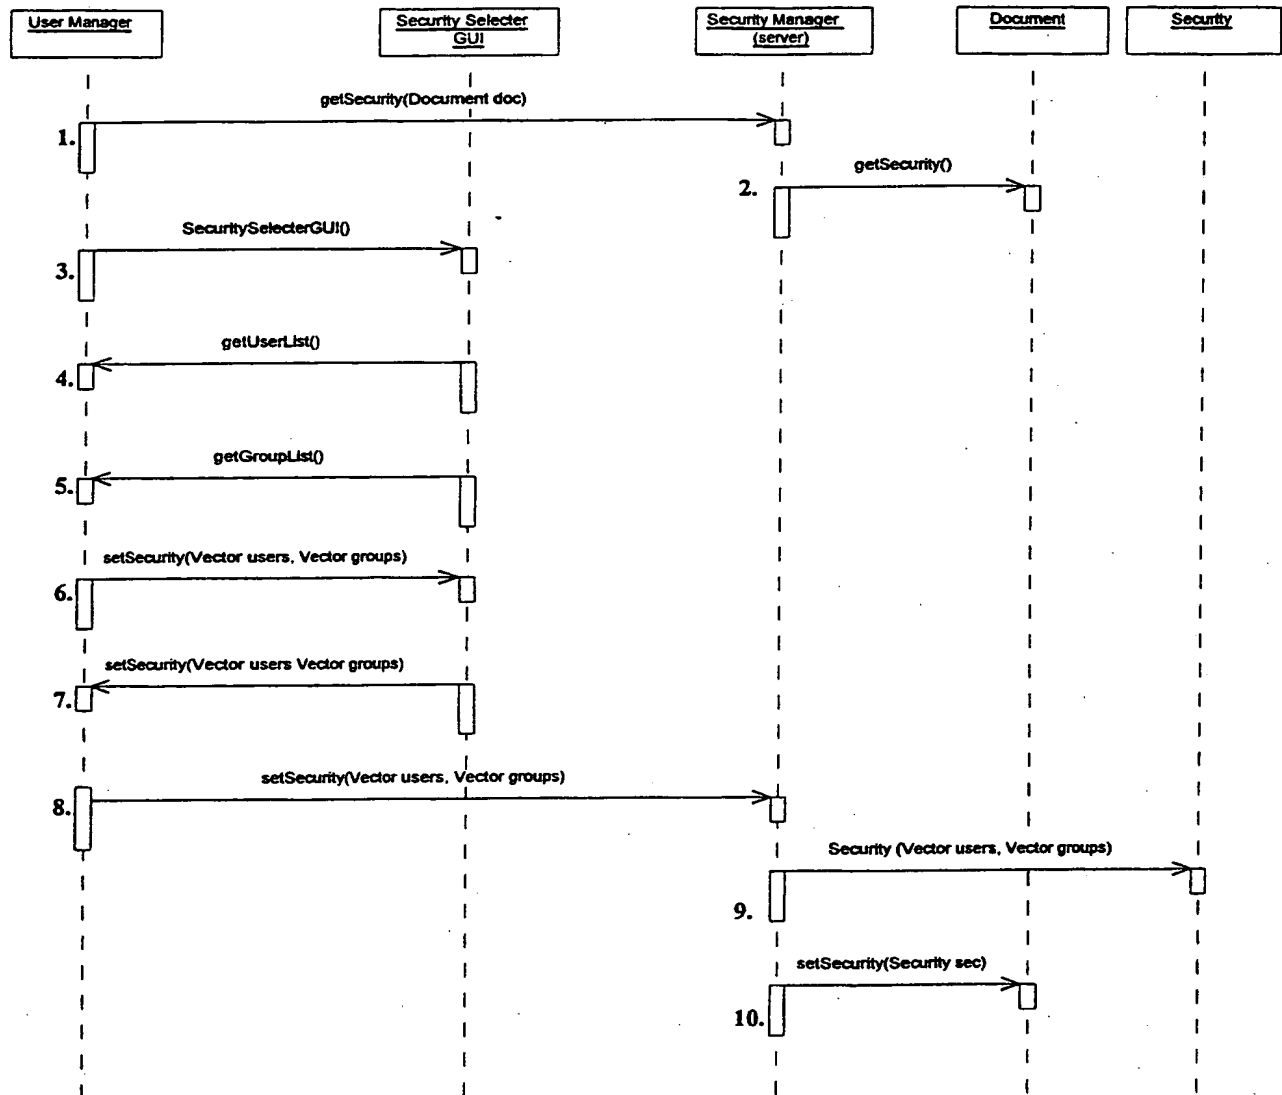 User Manager
Security Selecter
GUI
Security Manager
(server)
Document
Security
getSecurity(Document doc)
1.
getSecurity()
2.
SecuritySelecterGUI()
3.
getUserList()
4.
getGroupList()
5.
setSecurity(Vector users, Vector groups)
6.
setSecurity(Vector users Vector groups)
7.
setSecurity(Vector users, Vector groups)
8.
Security (Vector users, Vector groups)
9.
setSecurity(Security sec)
10.